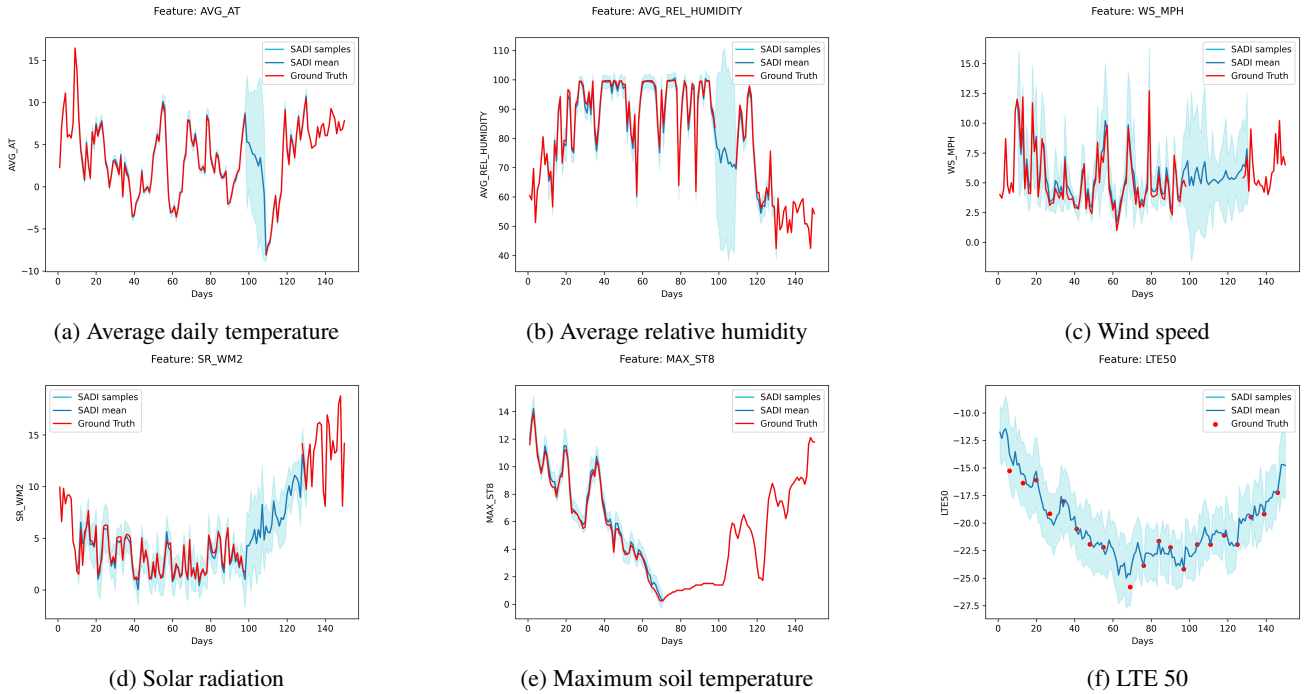 Feature: AVG_AT
SADI samples
SADI mean
Ground Truth
AVG_AT
15
10
5
0
−5
−10
0 20 40 60 80 100 120 140
Days
(a) Average daily temperature
Feature: AVG_REL_HUMIDITY
SADI samples
SADI mean
Ground Truth
AVG_REL_HUMIDITY
110
100
90
80
70
60
50
40
0 20 40 60 80 100 120 140
Days
(b) Average relative humidity
Feature: WS_MPH
SADI samples
SADI mean
Ground Truth
WS_MPH
15.0
12.5
10.0
7.5
5.0
2.5
0.0
0 20 40 60 80 100 120 140
Days
(c) Wind speed
Feature: SR_WM2
SADI samples
SADI mean
Ground Truth
SR_WM2
15
10
5
0
0 20 40 60 80 100 120 140
Days
(d) Solar radiation
Feature: MAX_ST8
SADI samples
SADI mean
Ground Truth
MAX_ST8
14
12
10
8
6
4
2
0
0 20 40 60 80 100 120 140
Days
(e) Maximum soil temperature
Feature: LTE50
SADI samples
SADI mean
Ground Truth
LTE50
−10.0
−12.5
−15.0
−17.5
−20.0
−22.5
−25.0
−27.5
0 20 40 60 80 100 120 140
Days
(f) LTE 50